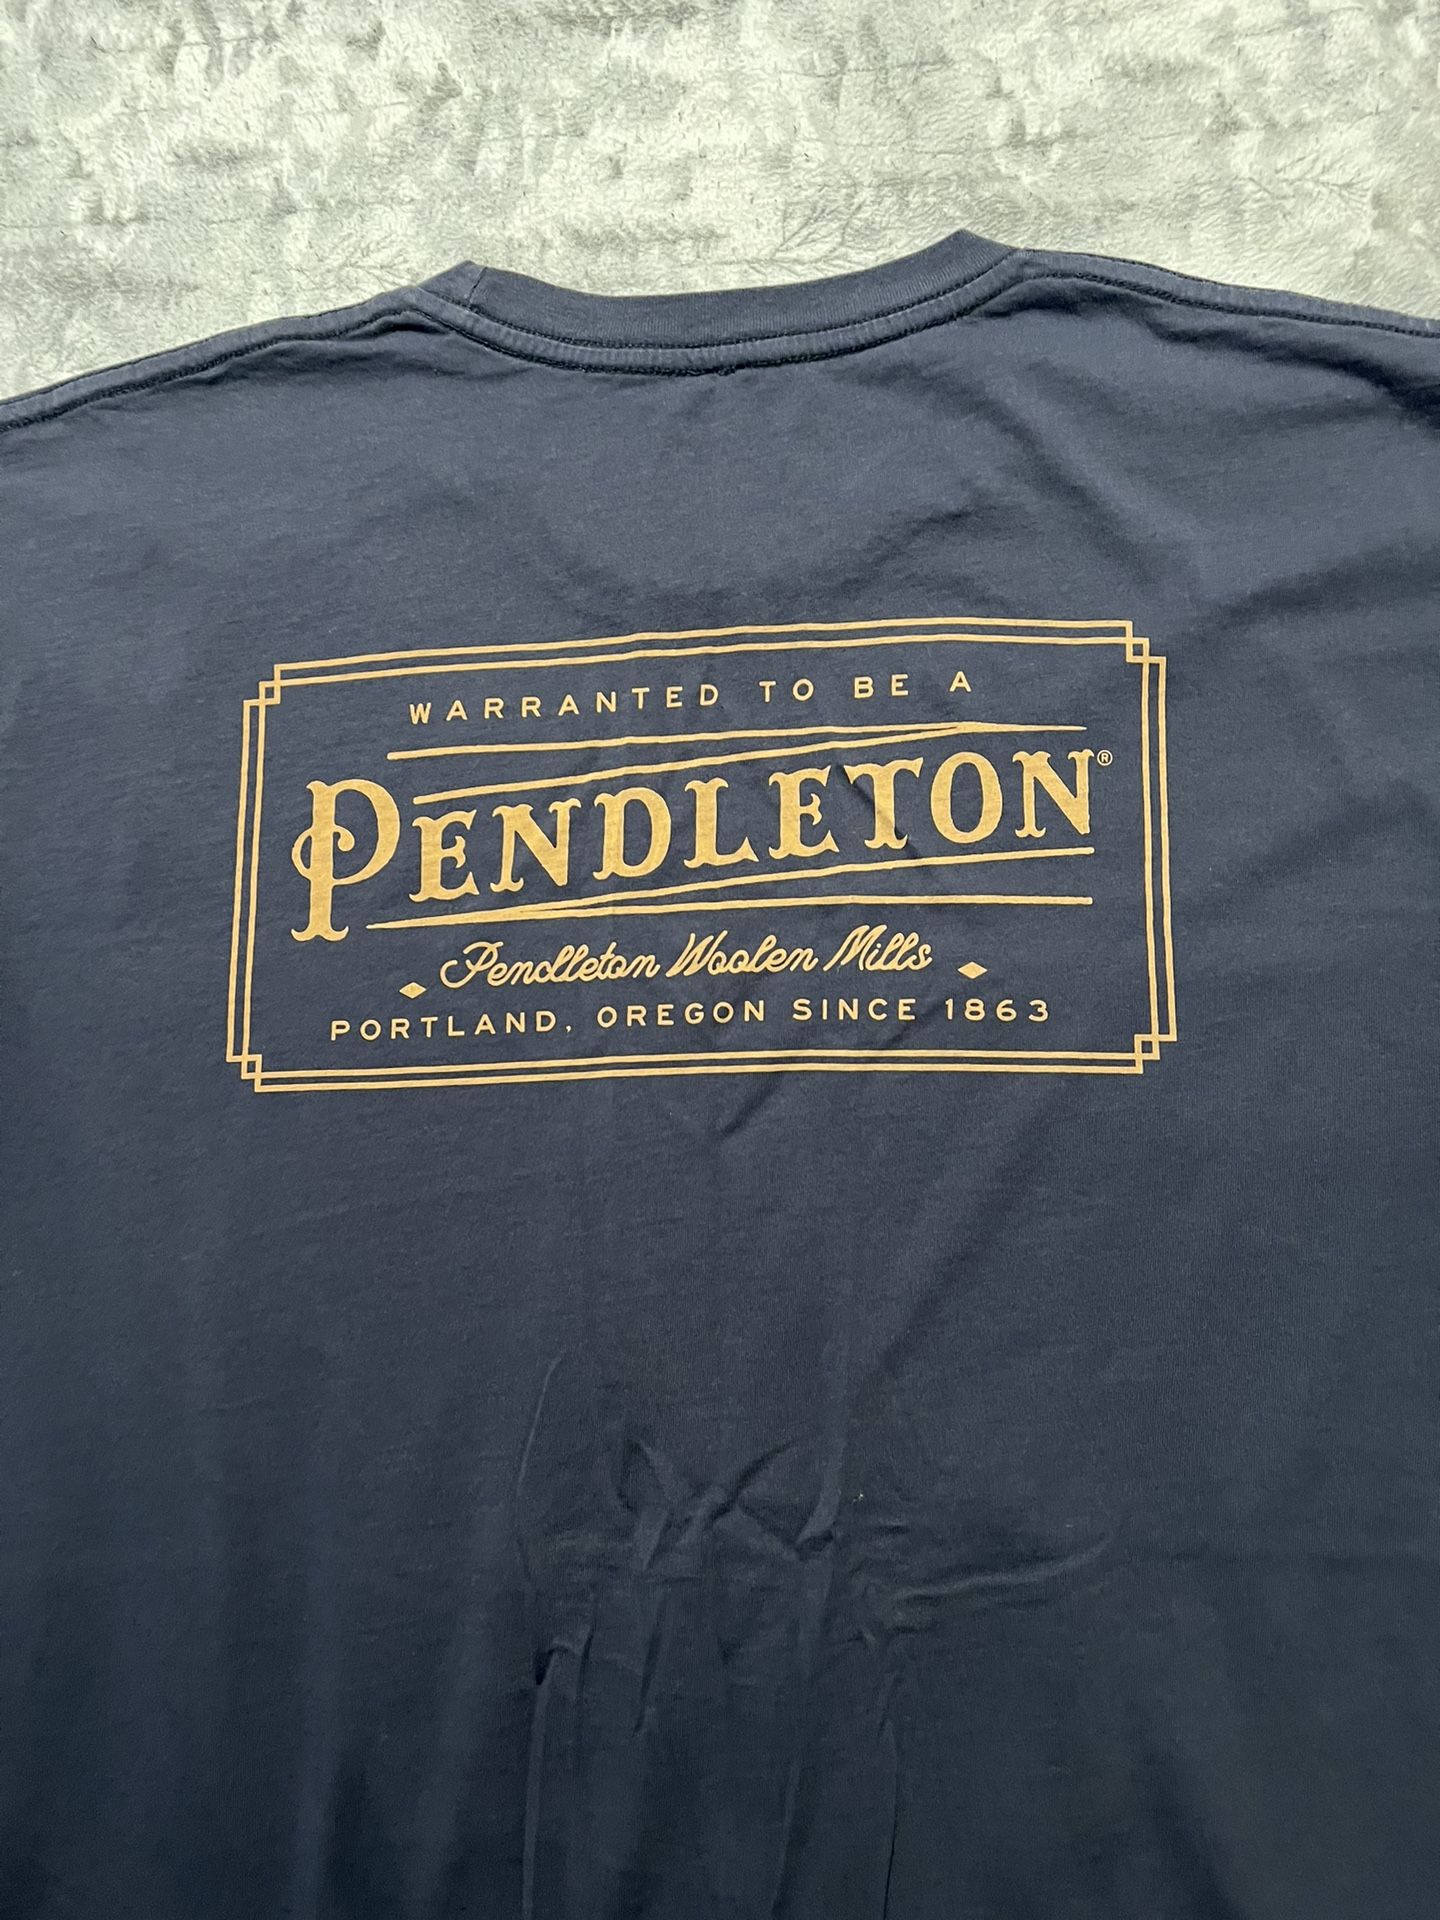 WARRANTED TO BE A
PENDLETON®
Pendleton Woolen Mills
PORTLAND, OREGON SINCE 1863